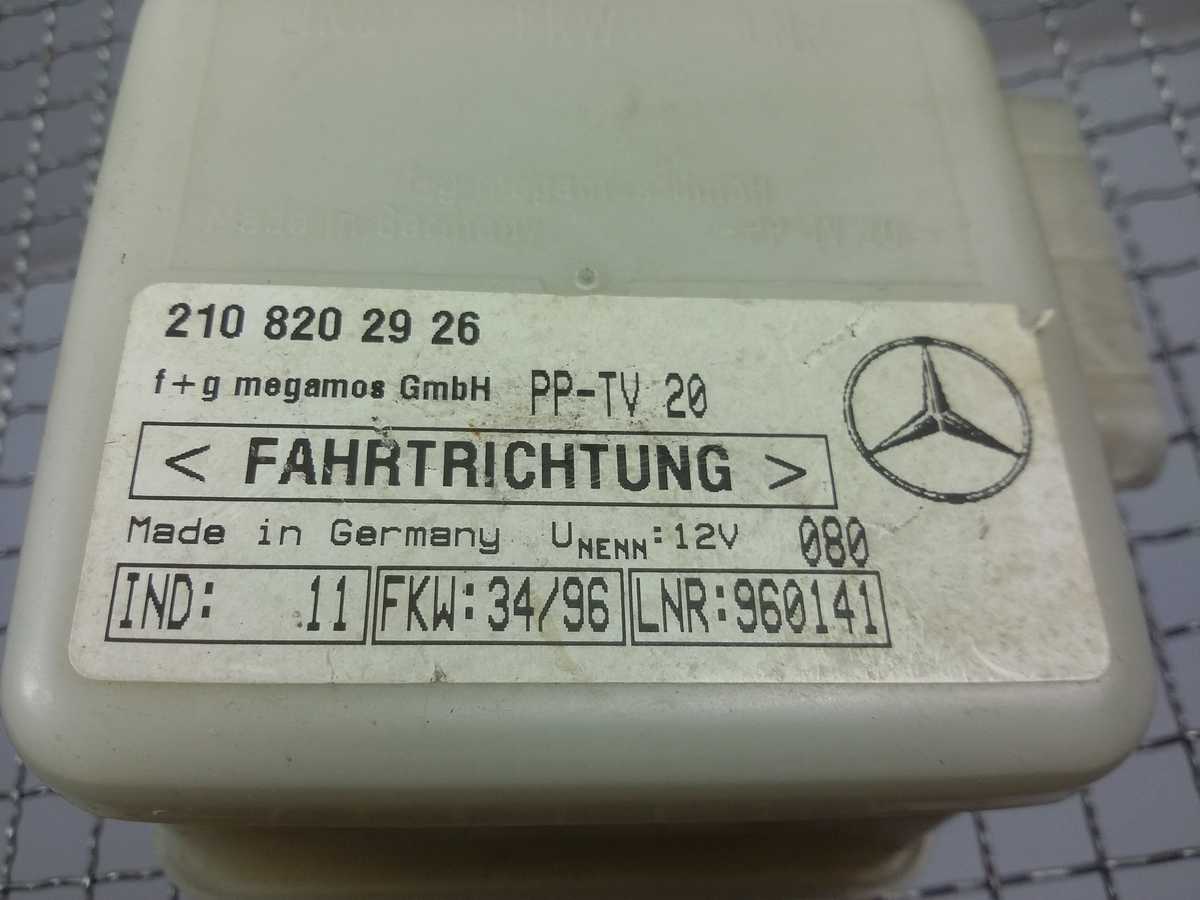 210 820 29 26
f+g megamos GmbH PP-TV 20
< FAHRTRICHTUNG >
Made in Germany UNENN:12V 080
IND: 11 FKW:34/96 LNR:960141